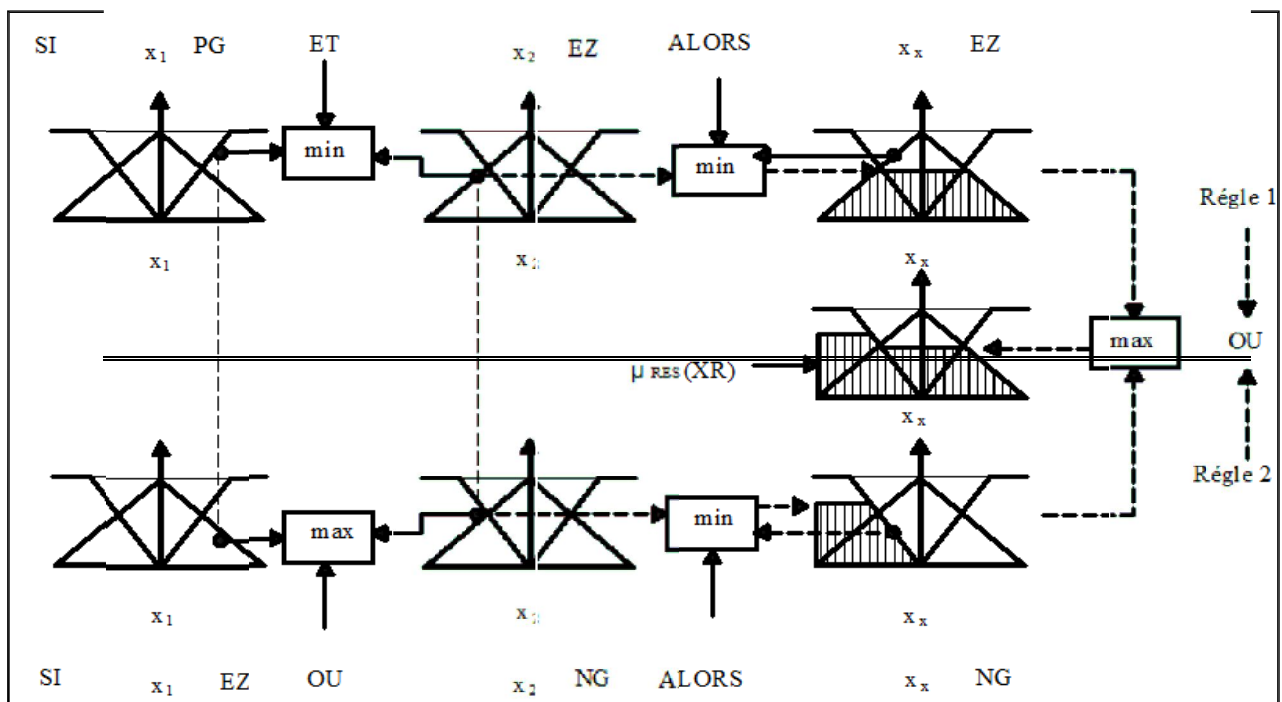 SI x₁ PG ET x₂ EZ ALORS xₓ EZ
min
min
Régle 1
x₁ x₂ xₓ
max OU
μ RES (XR)
xₓ
Régle 2
max
min
x₁ x₂ xₓ
SI x₁ EZ OU x₂ NG ALORS xₓ NG